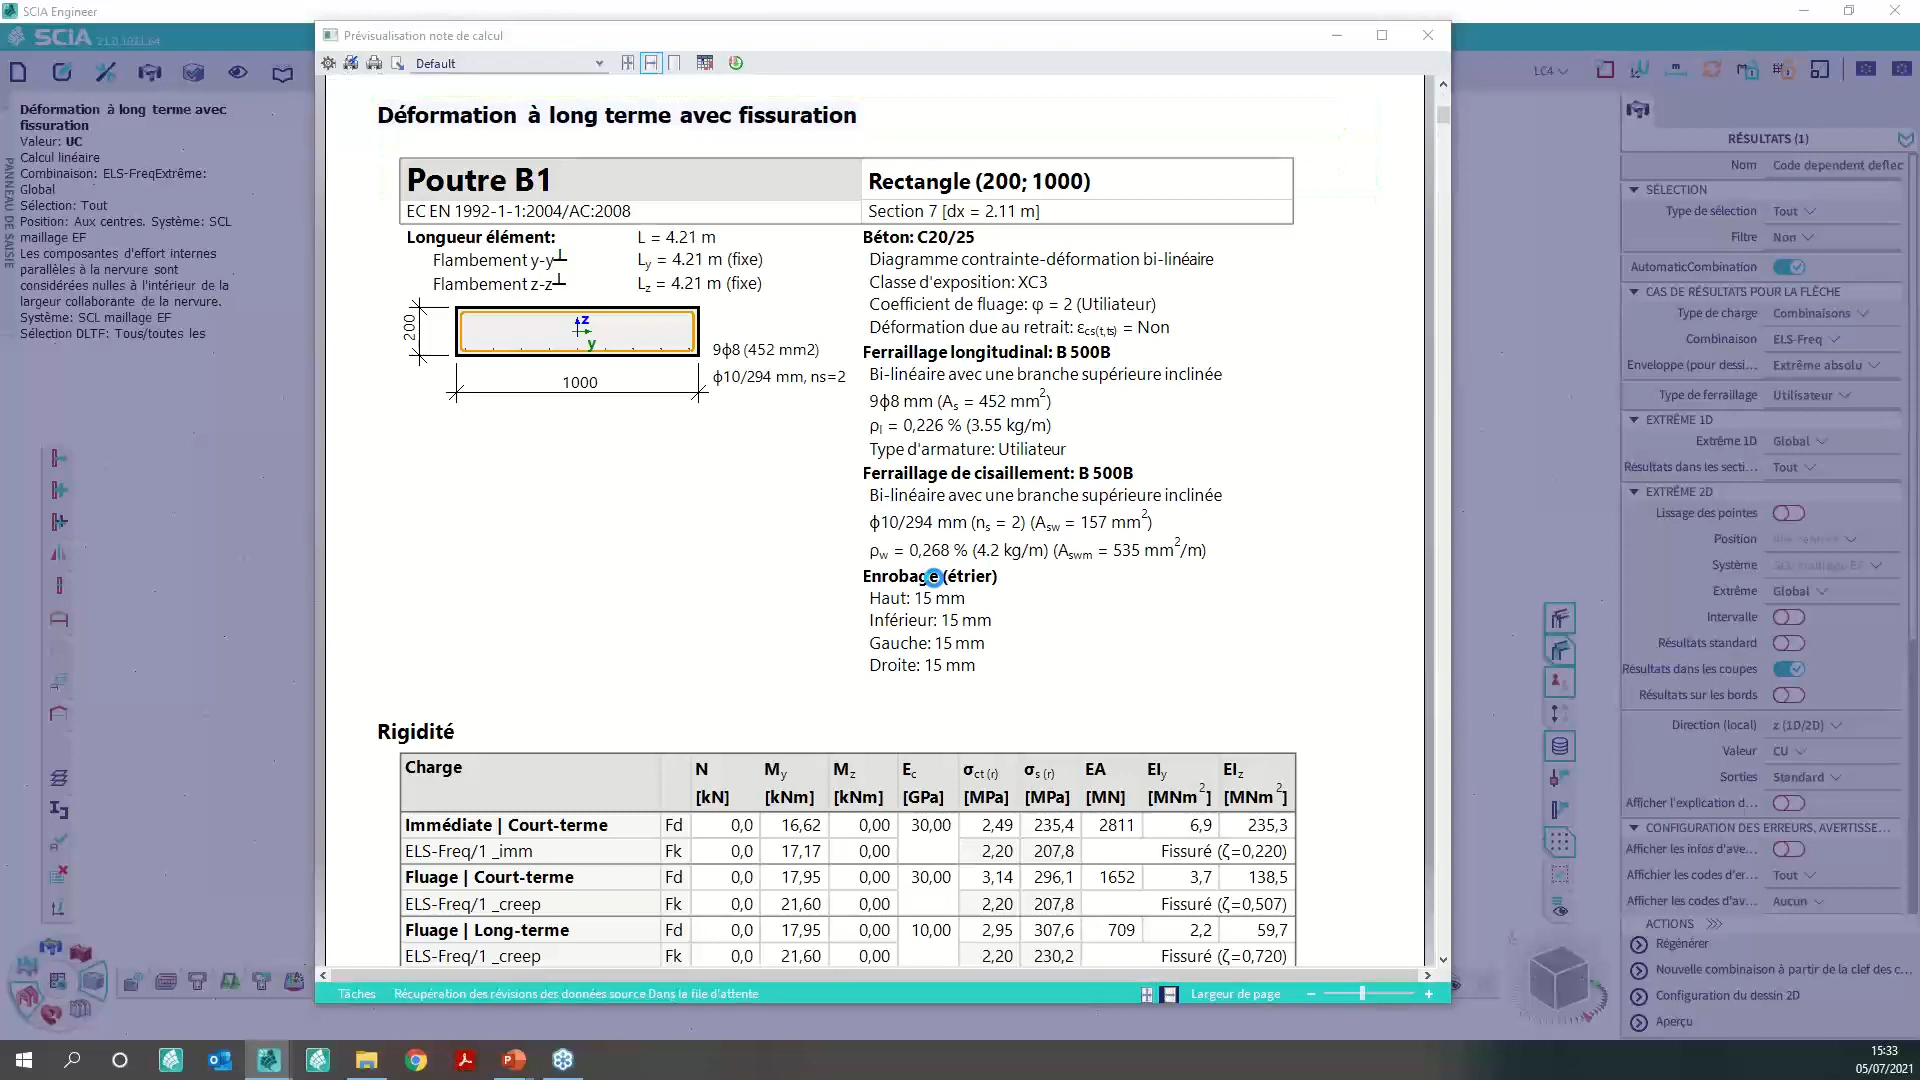 SCIA Engineer
SCiA 21.0.1031.64
Prévisualisation note de calcul
Default
LC4
Déformation à long terme avec
fissuration
Valeur: UC
Calcul linéaire
Combinaison: ELS-FreqExtrême:
Global
Sélection: Tout
Position: Aux centres. Système: SCL
maillage EF
Les composantes d'effort internes
parallèles à la nervure sont
considérées nulles à l'intérieur de la
largeur collaborante de la nervure.
Système: SCL maillage EF
Sélection DLTF: Tous/toutes les
PANNEAU DE SAISIE
Déformation à long terme avec fissuration
Poutre B1
Rectangle (200; 1000)
EC EN 1992-1-1:2004/AC:2008
Section 7 [dx = 2.11 m]
Longueur élément: L = 4.21 m
Flambement y-y┴ Ly = 4.21 m (fixe)
Flambement z-z┴ Lz = 4.21 m (fixe)
200
z
y
1000
9ɸ8 (452 mm2)
ɸ10/294 mm, ns=2
Béton: C20/25
Diagramme contrainte-déformation bi-linéaire
Classe d'exposition: XC3
Coefficient de fluage: φ = 2 (Utiliateur)
Déformation due au retrait: εcs(t,ts) = Non
Ferraillage longitudinal: B 500B
Bi-linéaire avec une branche supérieure inclinée
9ɸ8 mm (As = 452 mm2)
ρl = 0,226 % (3.55 kg/m)
Type d'armature: Utiliateur
Ferraillage de cisaillement: B 500B
Bi-linéaire avec une branche supérieure inclinée
ɸ10/294 mm (ns = 2) (Asw = 157 mm2)
ρw = 0,268 % (4.2 kg/m) (Aswm = 535 mm2/m)
Enrobage (étrier)
Haut: 15 mm
Inférieur: 15 mm
Gauche: 15 mm
Droite: 15 mm
Rigidité
Charge N My Mz Ec σct (r) σs (r) EA EIy EIz
[kN] [kNm] [kNm] [GPa] [MPa] [MPa] [MN] [MNm2] [MNm2]
Immédiate | Court-terme Fd 0,0 16,62 0,00 30,00 2,49 235,4 2811 6,9 235,3
ELS-Freq/1 _imm Fk 0,0 17,17 0,00 2,20 207,8 Fissuré (ζ=0,220)
Fluage | Court-terme Fd 0,0 17,95 0,00 30,00 3,14 296,1 1652 3,7 138,5
ELS-Freq/1 _creep Fk 0,0 21,60 0,00 2,20 207,8 Fissuré (ζ=0,507)
Fluage | Long-terme Fd 0,0 17,95 0,00 10,00 2,95 307,6 709 2,2 59,7
ELS-Freq/1 _creep Fk 0,0 21,60 0,00 2,20 230,2 Fissuré (ζ=0,720)
Tâches Récupération des révisions des données source Dans la file d'attente
Largeur de page
RÉSULTATS (1)
Nom Code dependent deflec
SÉLECTION
Type de sélection Tout
Filtre Non
AutomaticCombination
CAS DE RÉSULTATS POUR LA FLÈCHE
Type de charge Combinaisons
Combinaison ELS-Freq
Enveloppe (pour dessi... Extrême absolu
Type de ferraillage Utilisateur
EXTRÊME 1D
Extrême 1D Global
Résultats dans les secti... Tout
EXTRÊME 2D
Lissage des pointes
Position
Système SCL maillage EF
Extrême Global
Intervalle
Résultats standard
Résultats dans les coupes
Résultats sur les bords
Direction (local) z (1D/2D)
Valeur CU
Sorties Standard
Afficher l'explication d...
CONFIGURATION DES ERREURS, AVERTISSE...
Afficher les infos d'ave...
Affichier les codes d'er... Tout
Affichier les codes d'av... Aucun
ACTIONS >>>
Régénérer
Nouvelle combinaison à partir de la clef des c...
Configuration du dessin 2D
Aperçu
15:33
05/07/2021